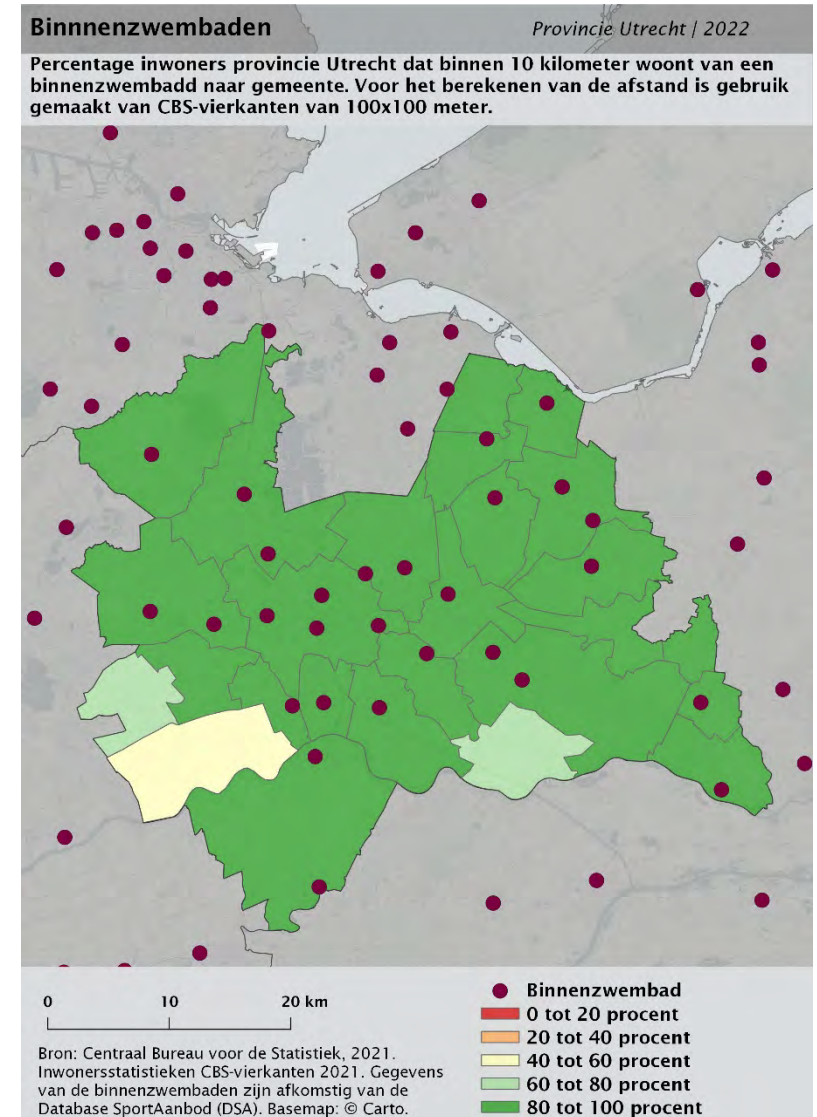 Binnnenzwembaden
Provincie Utrecht / 2022
Percentage inwoners provincie Utrecht dat binnen 10 kilometer woont van een
binnenzwembadd naar gemeente. Voor het berekenen van de afstand is gebruik
gemaakt van CBS-vierkanten van 100x100 meter.
0 10 20 km
Bron: Centraal Bureau voor de Statistiek, 2021.
Inwonersstatistieken CBS-vierkanten 2021. Gegevens
van de binnenzwembaden zijn afkomstig van de
Database SportAanbod (DSA). Basemap: © Carto.
Binnenzwembad
0 tot 20 procent
20 tot 40 procent
40 tot 60 procent
60 tot 80 procent
80 tot 100 procent